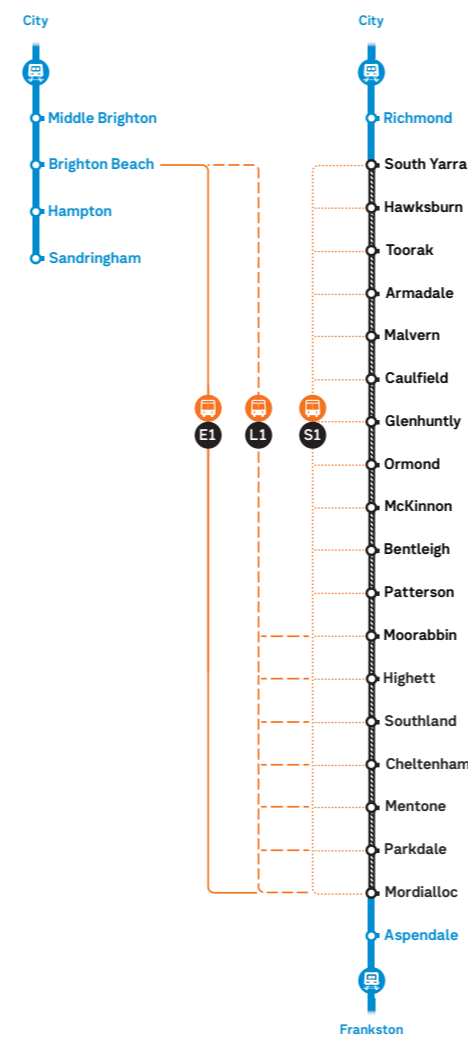 City
Middle Brighton
Brighton Beach
Hampton
Sandringham
E1
L1
S1
City
Richmond
South Yarra
Hawksburn
Toorak
Armadale
Malvern
Caulfield
Glenhuntly
Ormond
McKinnon
Bentleigh
Patterson
Moorabbin
Highett
Southland
Cheltenham
Mentone
Parkdale
Mordialloc
Aspendale
Frankston